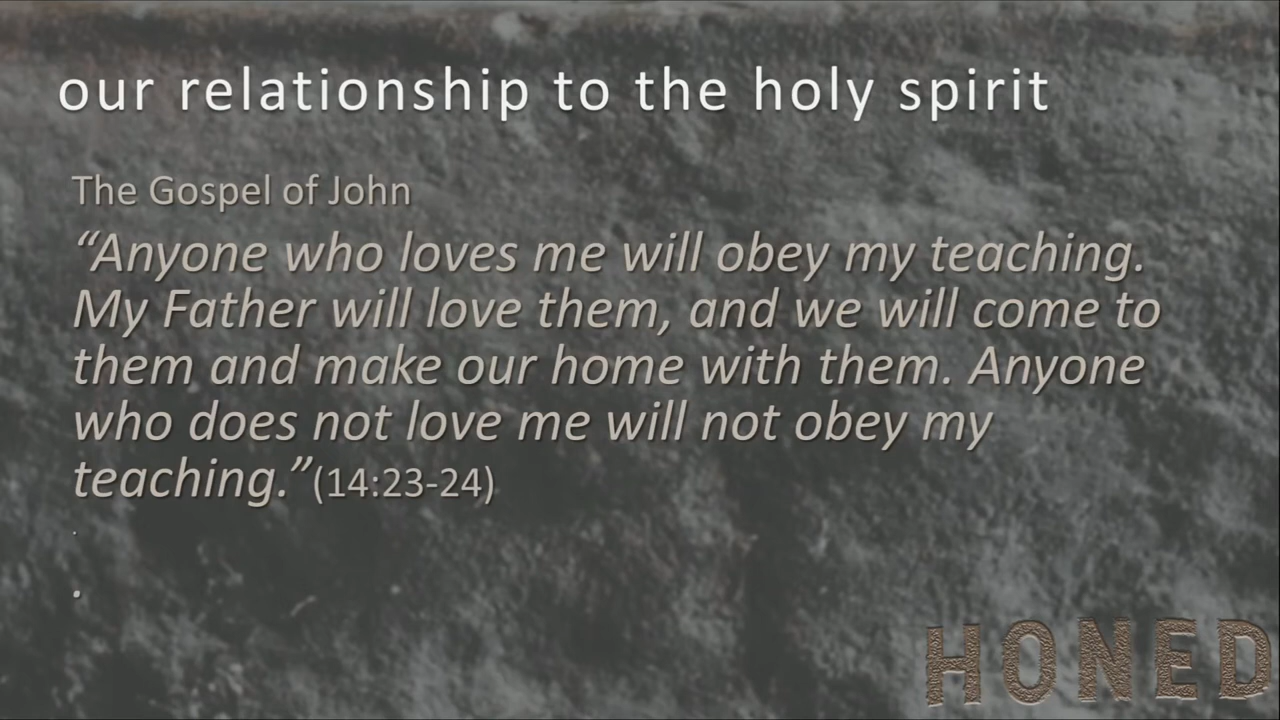 our relationship to the holy spirit
The Gospel of John
“Anyone who loves me will obey my teaching.
My Father will love them, and we will come to
them and make our home with them. Anyone
who does not love me will not obey my
teaching.”(14:23-24)
.
.
HONED